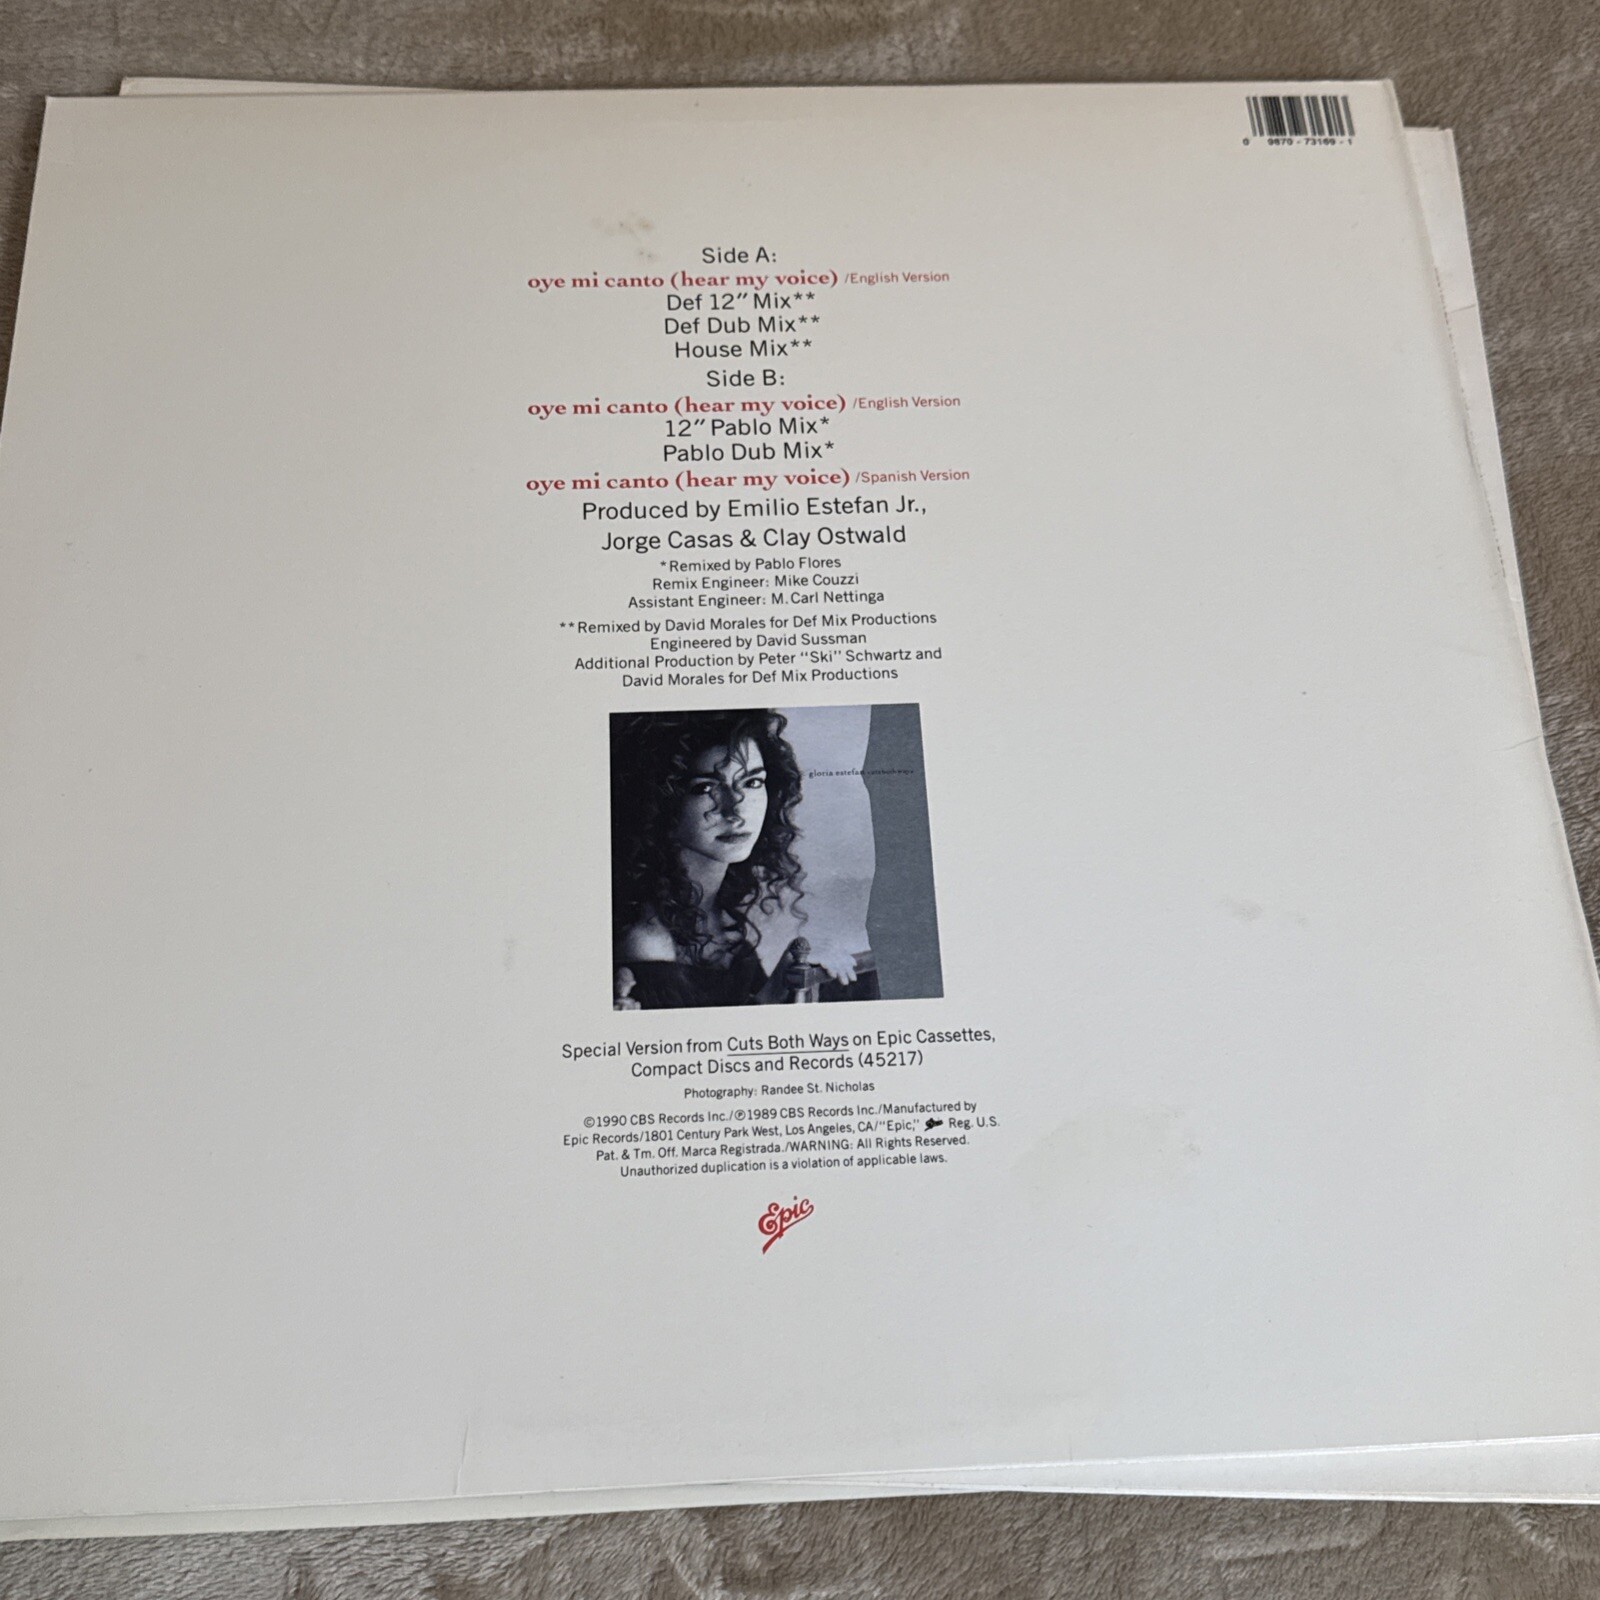 0 9870-73169-1
Side A:
oye mi canto (hear my voice) /English Version
Def 12" Mix**
Def Dub Mix**
House Mix**
Side B:
oye mi canto (hear my voice) /English Version
12" Pablo Mix*
Pablo Dub Mix*
oye mi canto (hear my voice) /Spanish Version
Produced by Emilio Estefan Jr.,
Jorge Casas & Clay Ostwald
*Remixed by Pablo Flores
Remix Engineer: Mike Couzzi
Assistant Engineer: M. Carl Nettinga
**Remixed by David Morales for Def Mix Productions
Engineered by David Sussman
Additional Production by Peter "Ski" Schwartz and
David Morales for Def Mix Productions
gloria estefan cuts both ways
Special Version from Cuts Both Ways on Epic Cassettes,
Compact Discs and Records (45217)
Photography: Randee St. Nicholas
©1990 CBS Records Inc./℗1989 CBS Records Inc./Manufactured by
Epic Records/1801 Century Park West, Los Angeles, CA/"Epic," Reg. U.S.
Pat. & Tm. Off. Marca Registrada./WARNING: All Rights Reserved.
Unauthorized duplication is a violation of applicable laws.
Epic